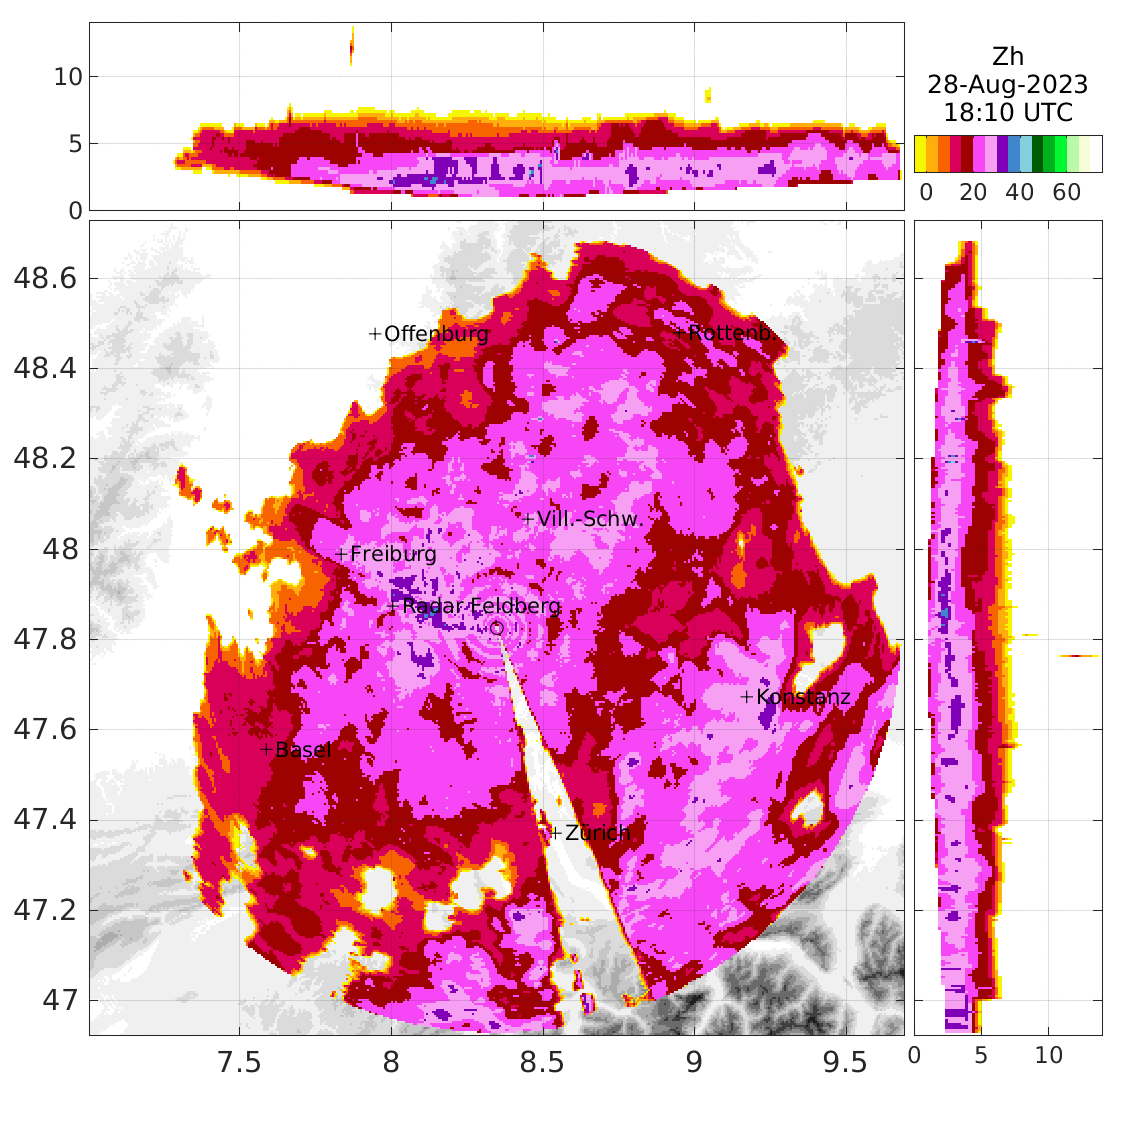 Zh
28-Aug-2023
18:10 UTC
0 20 40 60
10
5
0
48.6
48.4
48.2
48
47.8
47.6
47.4
47.2
47
+Offenburg
+Rottenb.
+Vill.-Schw.
+Freiburg
+Radar Feldberg
+Konstanz
+Basel
+Zürich
7.5 8 8.5 9 9.5
0 5 10